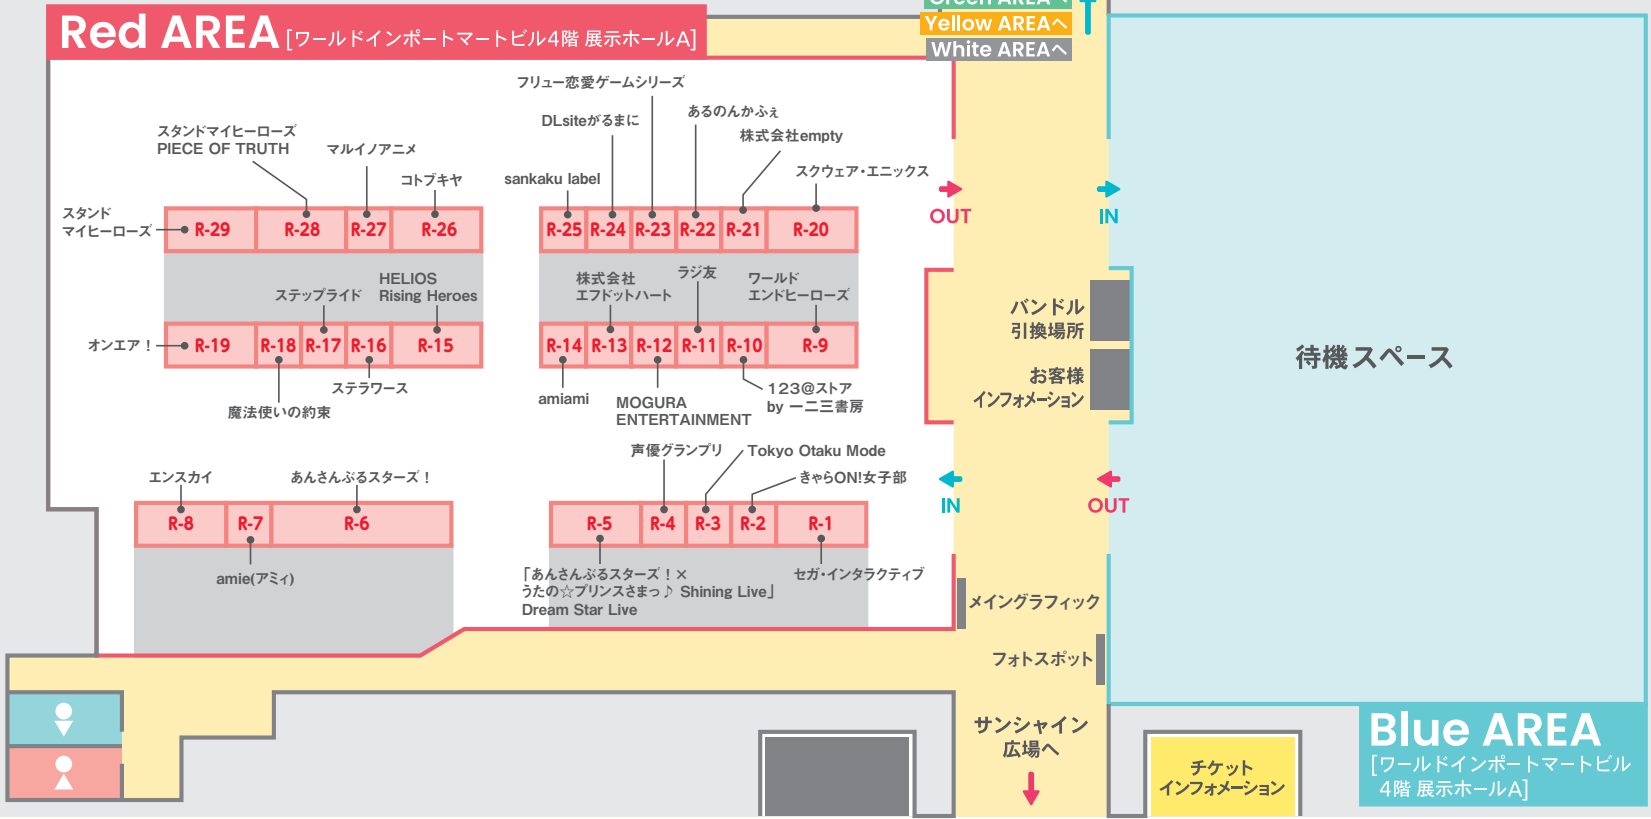 Green AREAへ
Yellow AREAへ
White AREAへ
Red AREA [ワールドインポートマートビル4階 展示ホールA]
フリュー恋愛ゲームシリーズ
DLsiteがるまに
あるのんかふぇ
株式会社empty
スタンドマイヒーローズ
PIECE OF TRUTH
マルイノアニメ
コトブキヤ
sankaku label
スクウェア・エニックス
スタンド
マイヒーローズ
R-29
R-28
R-27
R-26
R-25
R-24
R-23
R-22
R-21
R-20
OUT
IN
ステップライド
HELIOS
Rising Heroes
株式会社
エフドットハート
ラジ友
ワールド
エンドヒーローズ
オンエア！
R-19
R-18
R-17
R-16
R-15
R-14
R-13
R-12
R-11
R-10
R-9
魔法使いの約束
ステラワース
amiami
MOGURA
ENTERTAINMENT
123@ストア
by 一二三書房
バンドル
引換場所
お客様
インフォメーション
待機スペース
エンスカイ
あんさんぶるスターズ！
声優グランプリ
Tokyo Otaku Mode
きゃらON!女子部
R-8
R-7
R-6
R-5
R-4
R-3
R-2
R-1
IN
OUT
amie(アミィ)
「あんさんぶるスターズ！×
うたの☆プリンスさまっ♪ Shining Live」
Dream Star Live
セガ・インタラクティブ
メイングラフィック
フォトスポット
サンシャイン
広場へ
チケット
インフォメーション
Blue AREA
[ワールドインポートマートビル
4階 展示ホールA]